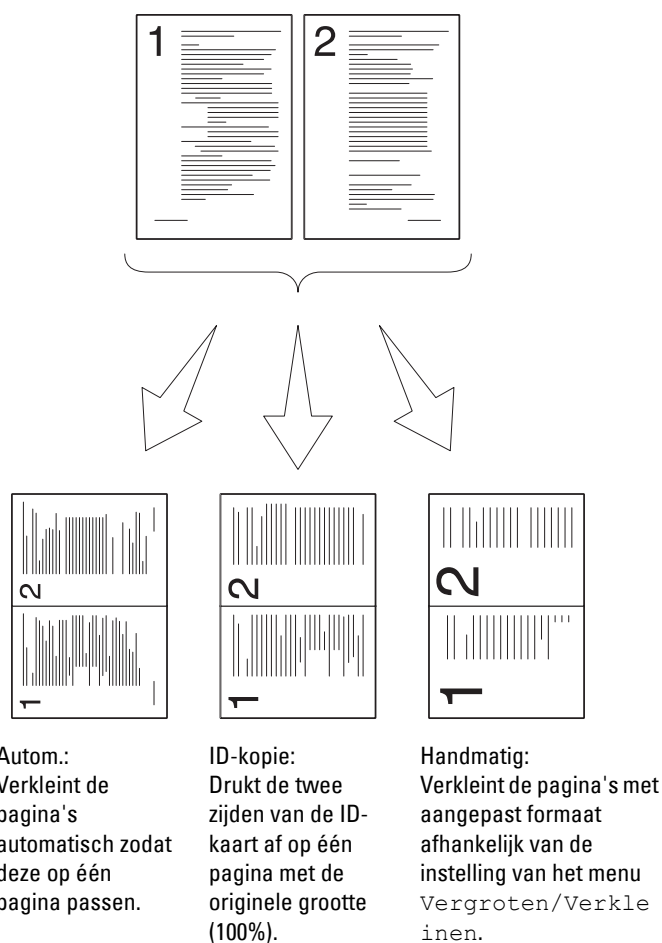 1
2
2
1
2
1
2
1
Autom.:
Verkleint de
pagina's
automatisch zodat
deze op één
pagina passen.
ID-kopie:
Drukt de twee
zijden van de ID-
kaart af op één
pagina met de
originele grootte
(100%).
Handmatig:
Verkleint de pagina's met
aangepast formaat
afhankelijk van de
instelling van het menu
Vergroten/Verkle
inen.